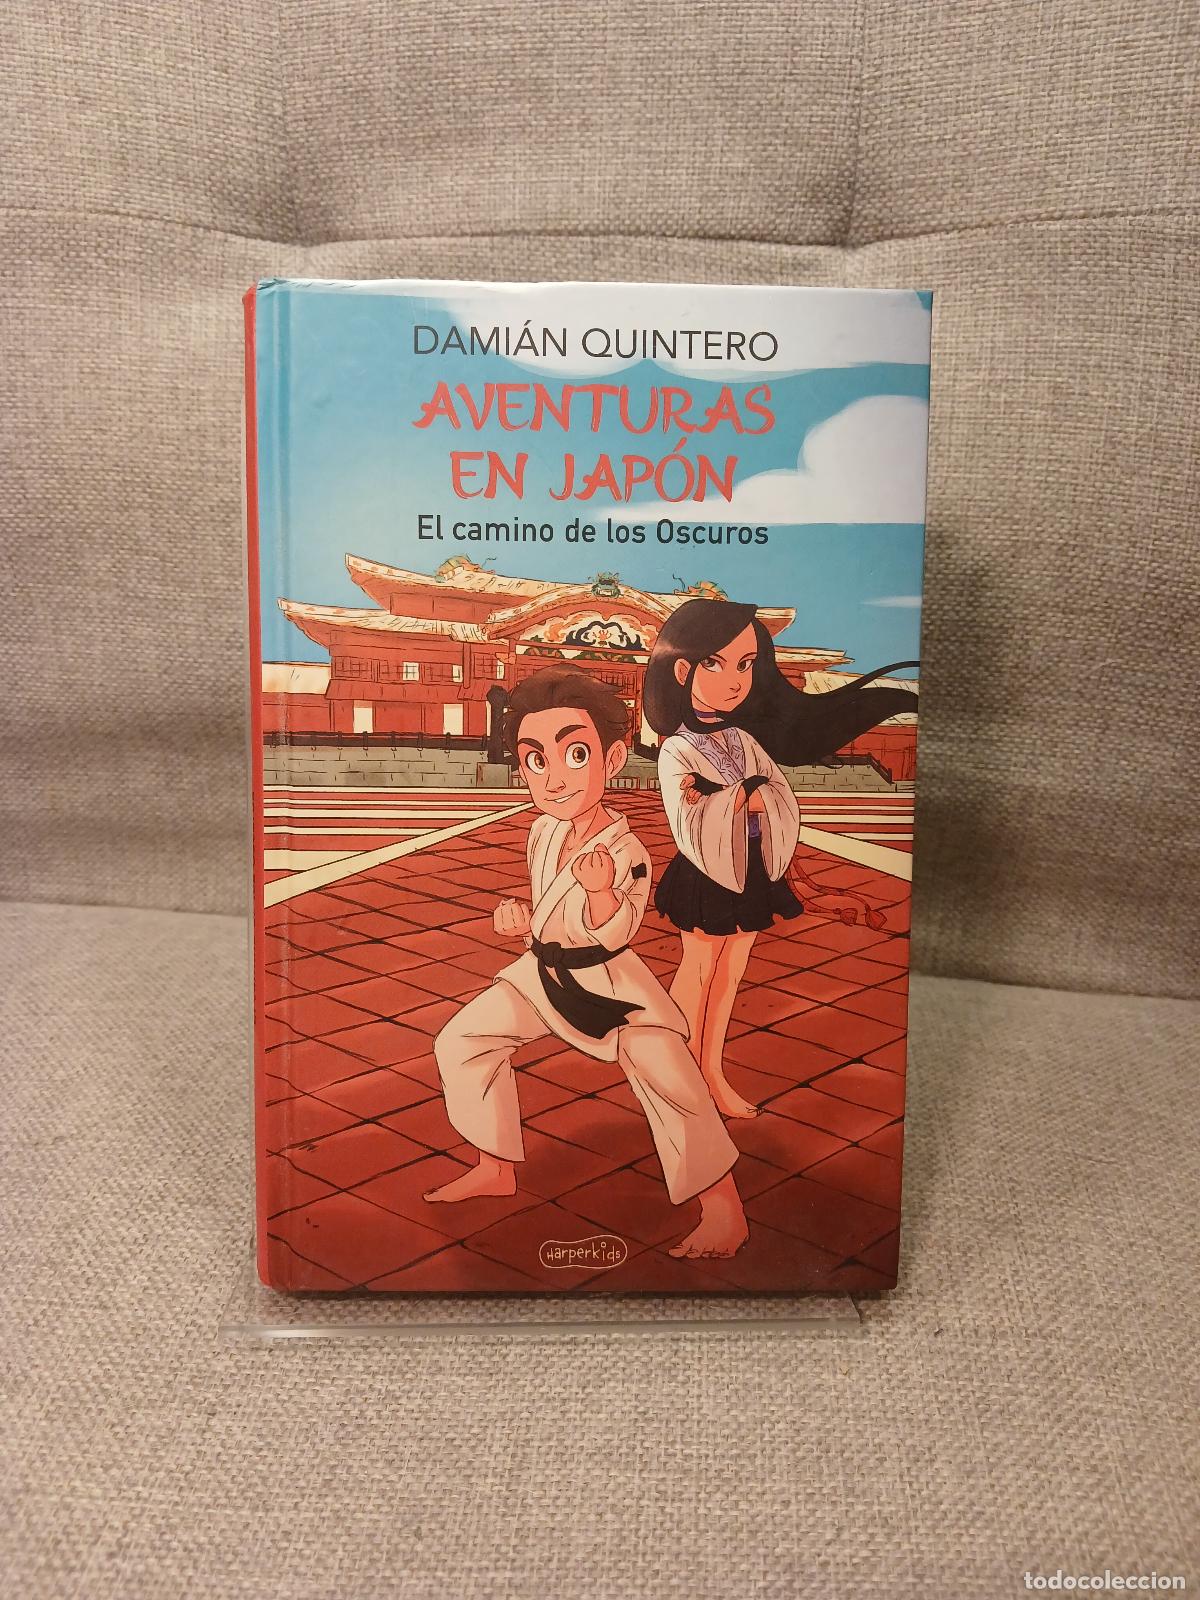 DAMIÁN QUINTERO
AVENTURAS
EN JAPÓN
El camino de los Oscuros
Harperkids
todocoleccion